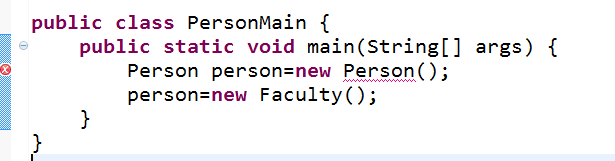 public class PersonMain {
public static void main(String[] args) {
Person person=new Person();
person=new Faculty();
}
}